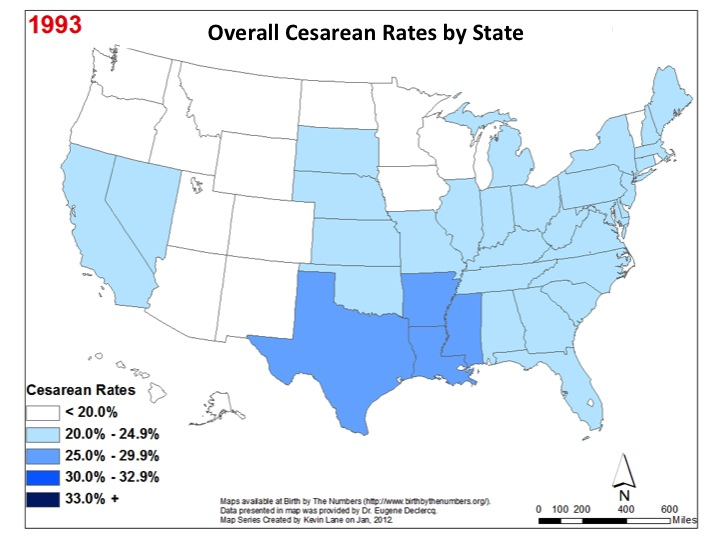 1993
Overall Cesarean Rates by State
Cesarean Rates
< 20.0%
20.0% - 24.9%
25.0% - 29.9%
30.0% - 32.9%
33.0% +
Maps available at Birth by The Numbers (http://www.birthbythenumbers.org/).
Data presented in map was provided by Dr. Eugene Declercq.
Map Series Created by Kevin Lane on Jan, 2012.
N
0 100 200 400 600
Miles